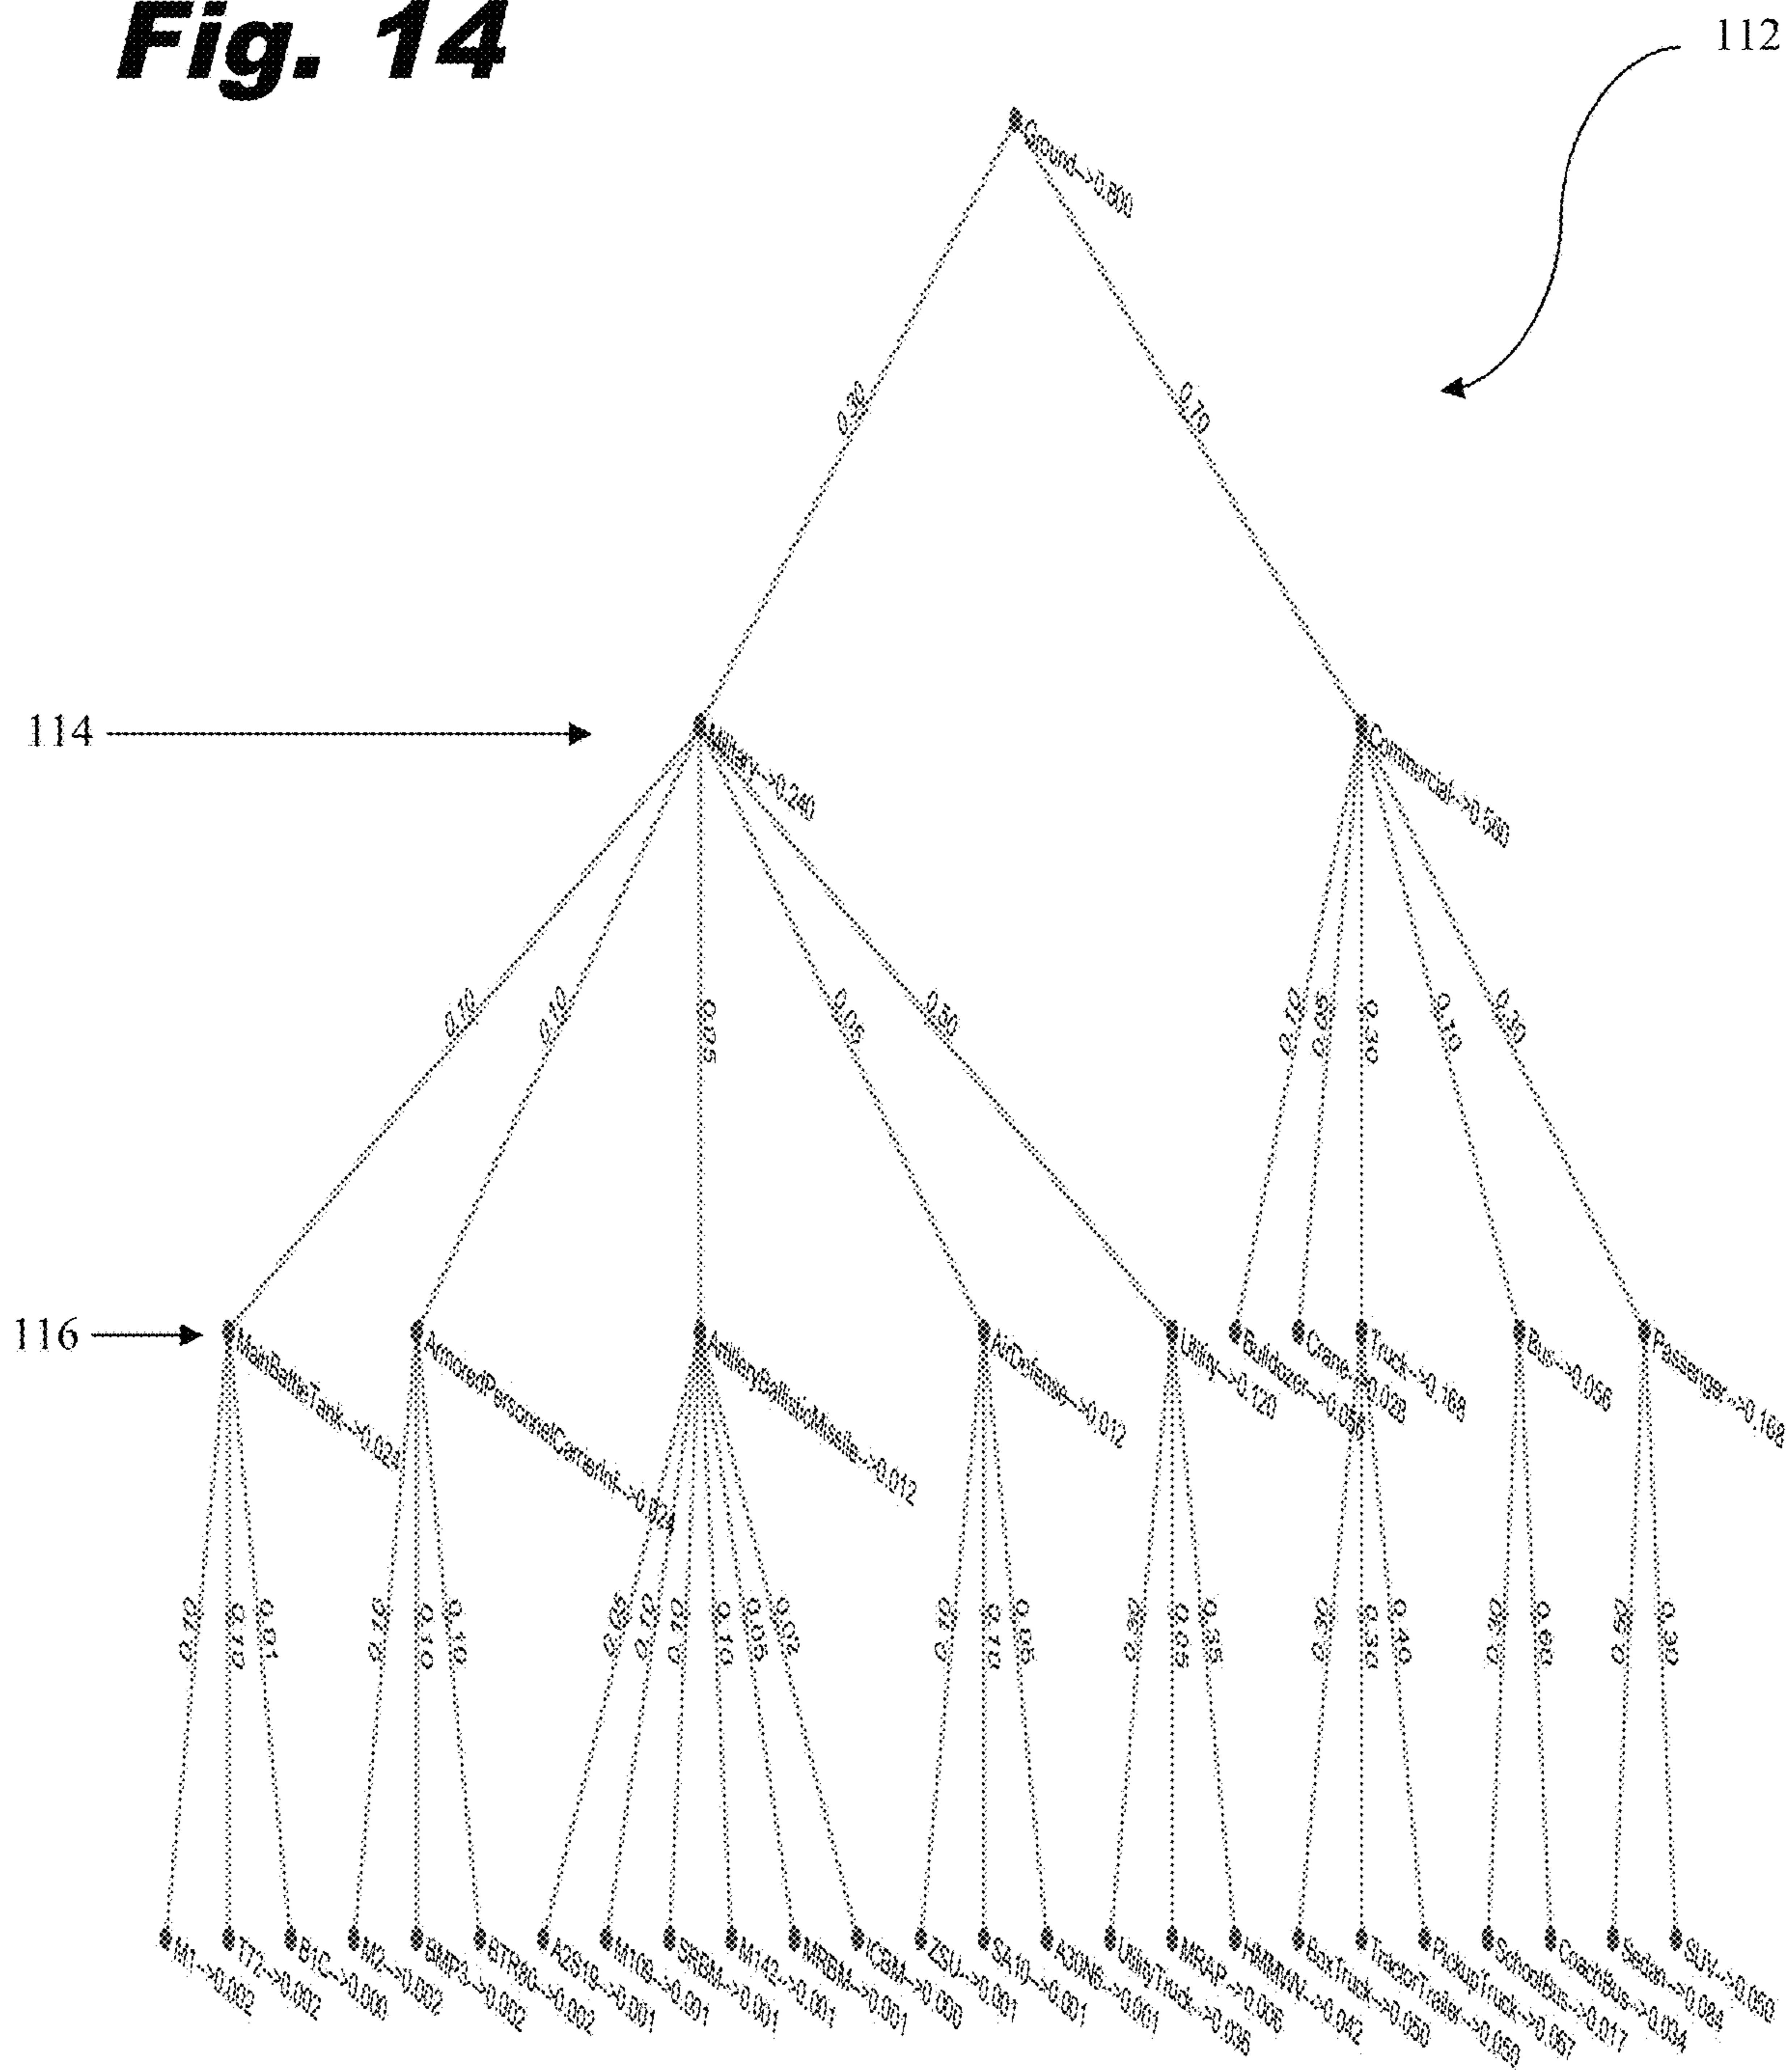 Fig. 14
112
Ground-->0.800
0.30
0.70
114
Military-->0.240
Commercial-->0.560
0.10
0.10
0.05
0.05
0.50
0.10
0.05
0.30
0.10
0.30
116
MainBattleTank-->0.024
ArmoredPersonnelCarrierInf-->0.024
ArtilleryBallisticMissile-->0.012
AirDefense-->0.012
Utility-->0.120
Bulldozer-->0.056
Crane-->0.028
Truck-->0.168
Bus-->0.056
Passenger-->0.168
0.10
0.10
0.01
0.10
0.10
0.10
0.05
0.10
0.10
0.10
0.05
0.02
0.10
0.10
0.05
0.30
0.05
0.35
0.30
0.30
0.40
0.30
0.60
0.50
0.30
M1-->0.002
T72-->0.002
B1C-->0.000
M2-->0.002
BMP3-->0.002
BTR80-->0.002
A2S19-->0.001
M109-->0.001
SRBM-->0.001
M142-->0.001
MRBM-->0.001
ICBM-->0.000
ZSU-->0.001
SA10-->0.001
A30N6-->0.001
UtilityTruck-->0.036
MRAP-->0.006
HMMWV-->0.042
BoxTruck-->0.050
TractorTrailer-->0.050
PickupTruck-->0.067
SchoolBus-->0.017
CoachBus-->0.034
Sedan-->0.084
SUV-->0.050